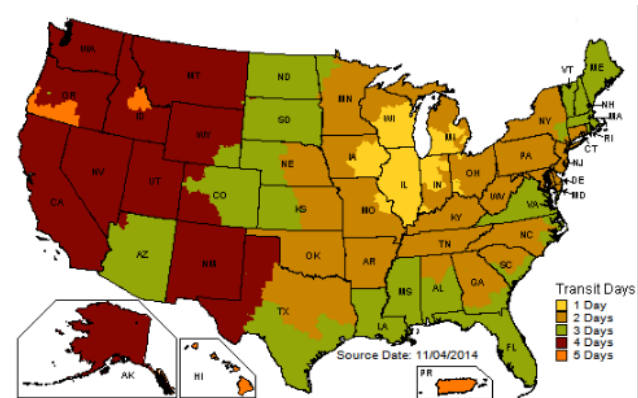 WA
MT
ND
OR
ID
WY
SD
MN
WI
MI
NY
VT
ME
NH
MA
RI
CT
NJ
DE
MD
PA
OH
IN
IL
IA
NE
NV
UT
CO
CA
KS
MO
KY
WV
VA
AZ
NM
OK
AR
TN
NC
SC
TX
LA
MS
AL
GA
FL
AK
HI
PR
Source Date: 11/04/2014
Transit Days
1 Day
2 Days
3 Days
4 Days
5 Days